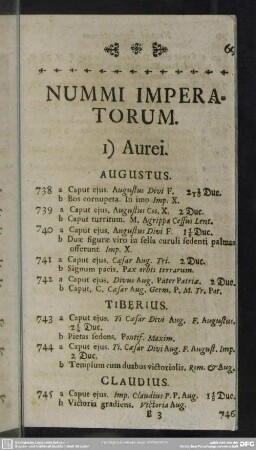 65
NUMMI IMPERA-
TORUM.
1) Aurei.
AUGUSTUS.
738 a Caput ejus. Augustus Divi F. 2 Duc.
b Bos cornupeta. In imo Imp. X.
739 a Caput ejus, Augustus Cos. X. 2 Duc.
b Caput turritum. M. Agrippa Cossus Lent.
740 a Caput ejus, Augustus Divi F. 1½ Duc.
b Duæ figuræ viro in sella curuli sedenti palmas
offerunt. Imp. X.
741 a Caput ejus, Cæsar Aug. Tri. 2 Duc.
b Signum pacis, Pax orbis terrarum.
742 a Caput ejus, Divus Aug. Pater Patriæ. 2 Duc.
b Caput, C. Cæsar Aug. Germ. P. M. Tr. Pot.
TIBERIUS.
743 a Caput ejus. Ti Cæsar Divi Aug. F. Augustus.
2½ Duc.
b Pietas sedens, Pontif. Maxim.
744 a Caput ejus. Ti. Cæsar Divi Aug. F. August. Imp.
2 Duc.
b Templum cum duabus victoriolis. Rom. & Aug.
CLAUDIUS.
745 a Caput ejus, Imp. Claudius P. P. Aug. 1½ Duc.
b Victoria gradiens. Victoria Aug.
E 3 746